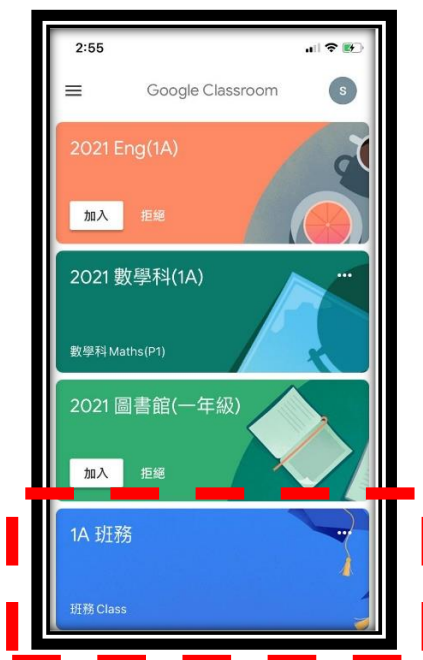 2:55
Google Classroom
S
2021 Eng(1A)
加入 拒絕
2021 數學科(1A)
數學科 Maths(P1)
2021 圖書館(一年級)
加入 拒絕
1A 班務
班務 Class